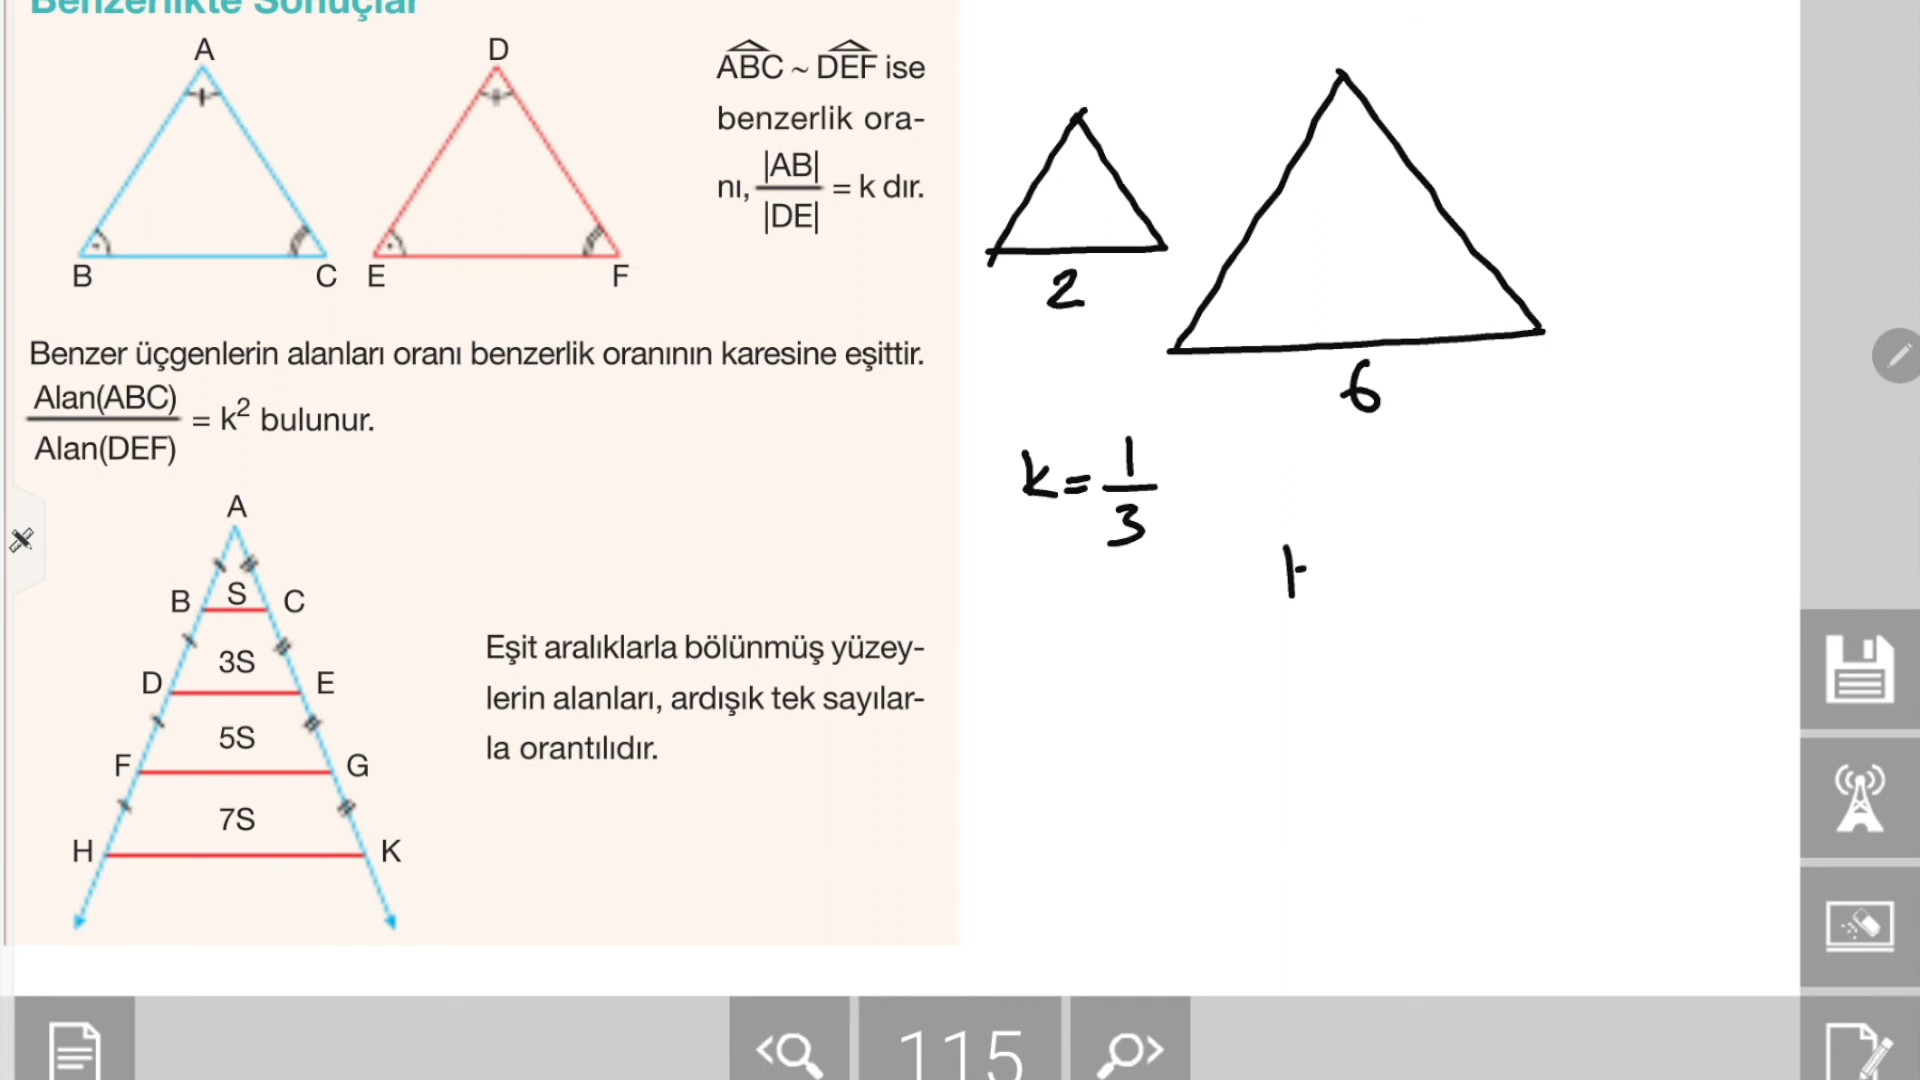 Benzerlikte Sonuçlar
A
D
B
C
E
F
ABC ~ DEF ise
benzerlik ora-
nı, |AB| / |DE| = k dır.
Benzer üçgenlerin alanları oranı benzerlik oranının karesine eşittir.
Alan(ABC) / Alan(DEF) = k² bulunur.
A
B S C
3S
D E
5S
F G
7S
H K
Eşit aralıklarla bölünmüş yüzey-
lerin alanları, ardışık tek sayılar-
la orantılıdır.
2
6
k = 1/3
115